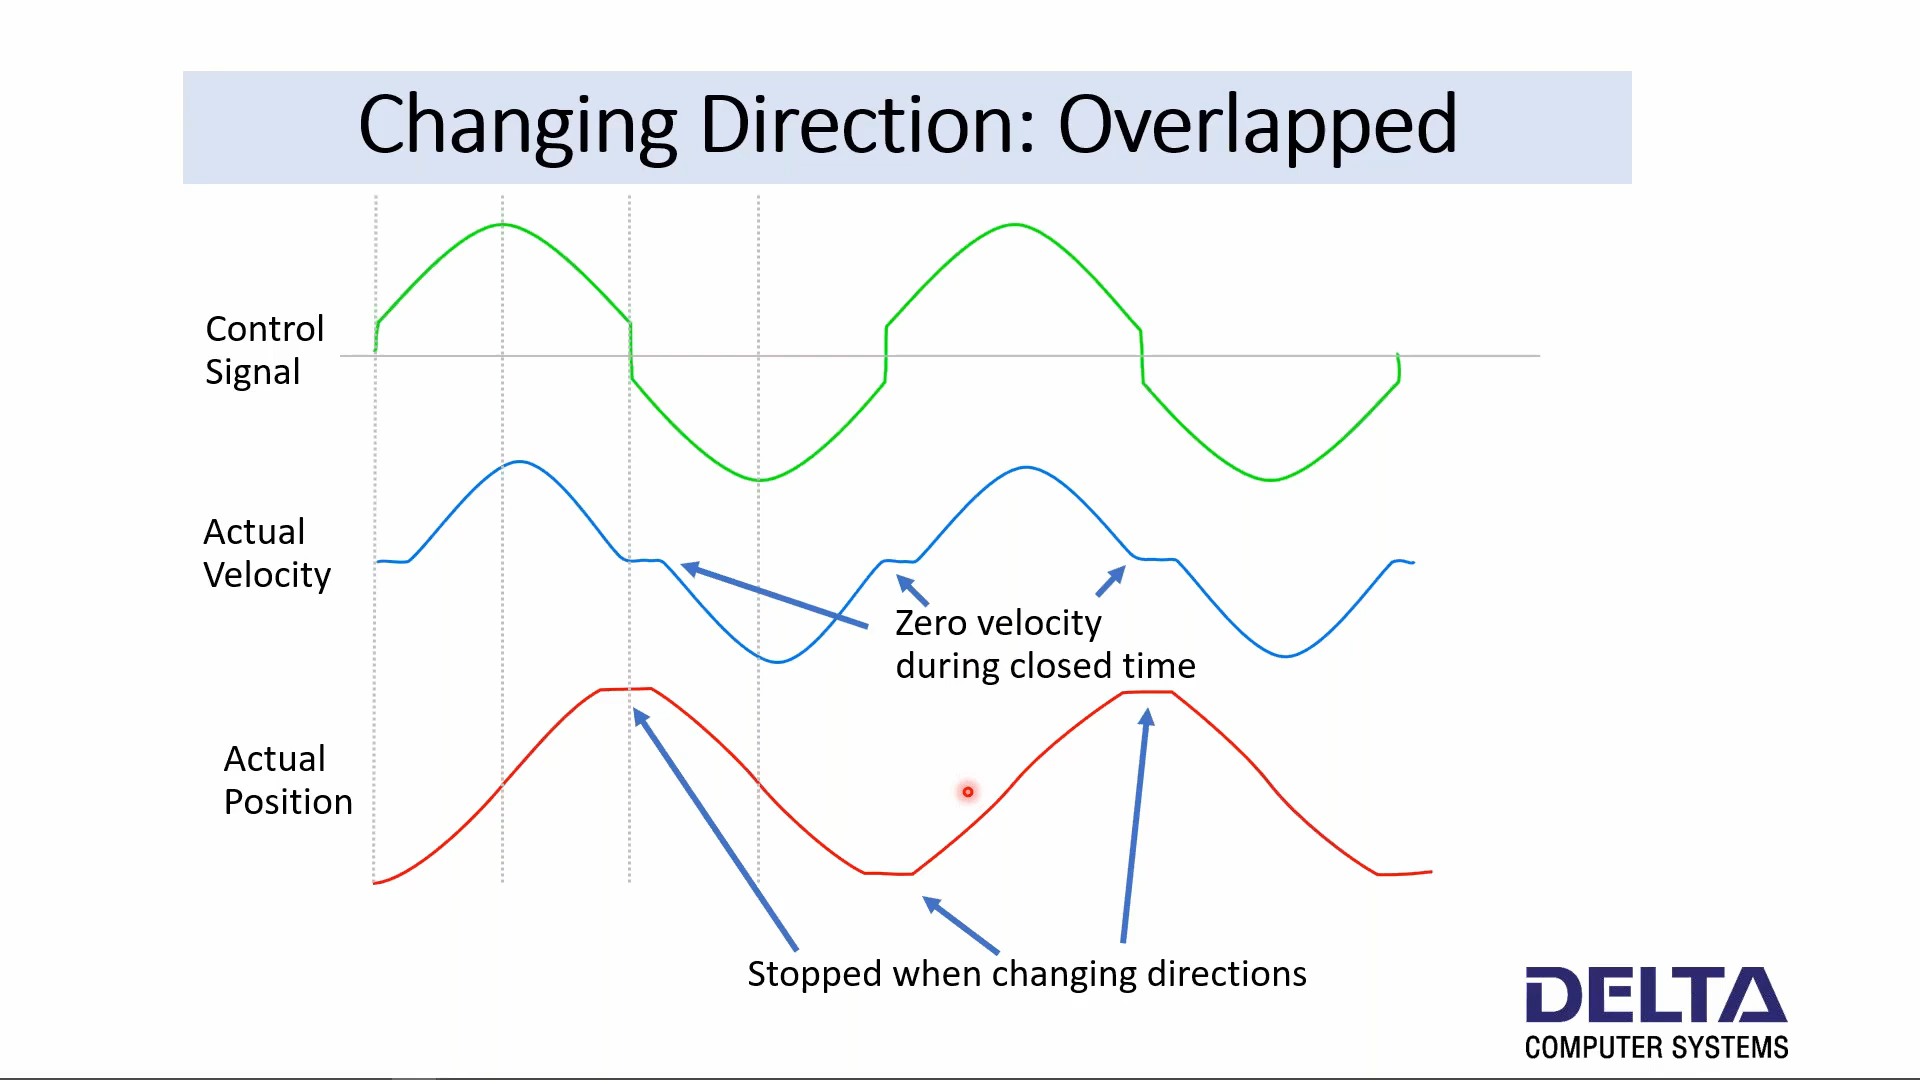 Changing Direction: Overlapped
Control
Signal
Actual
Velocity
Zero velocity
during closed time
Actual
Position
Stopped when changing directions
DELTA
COMPUTER SYSTEMS